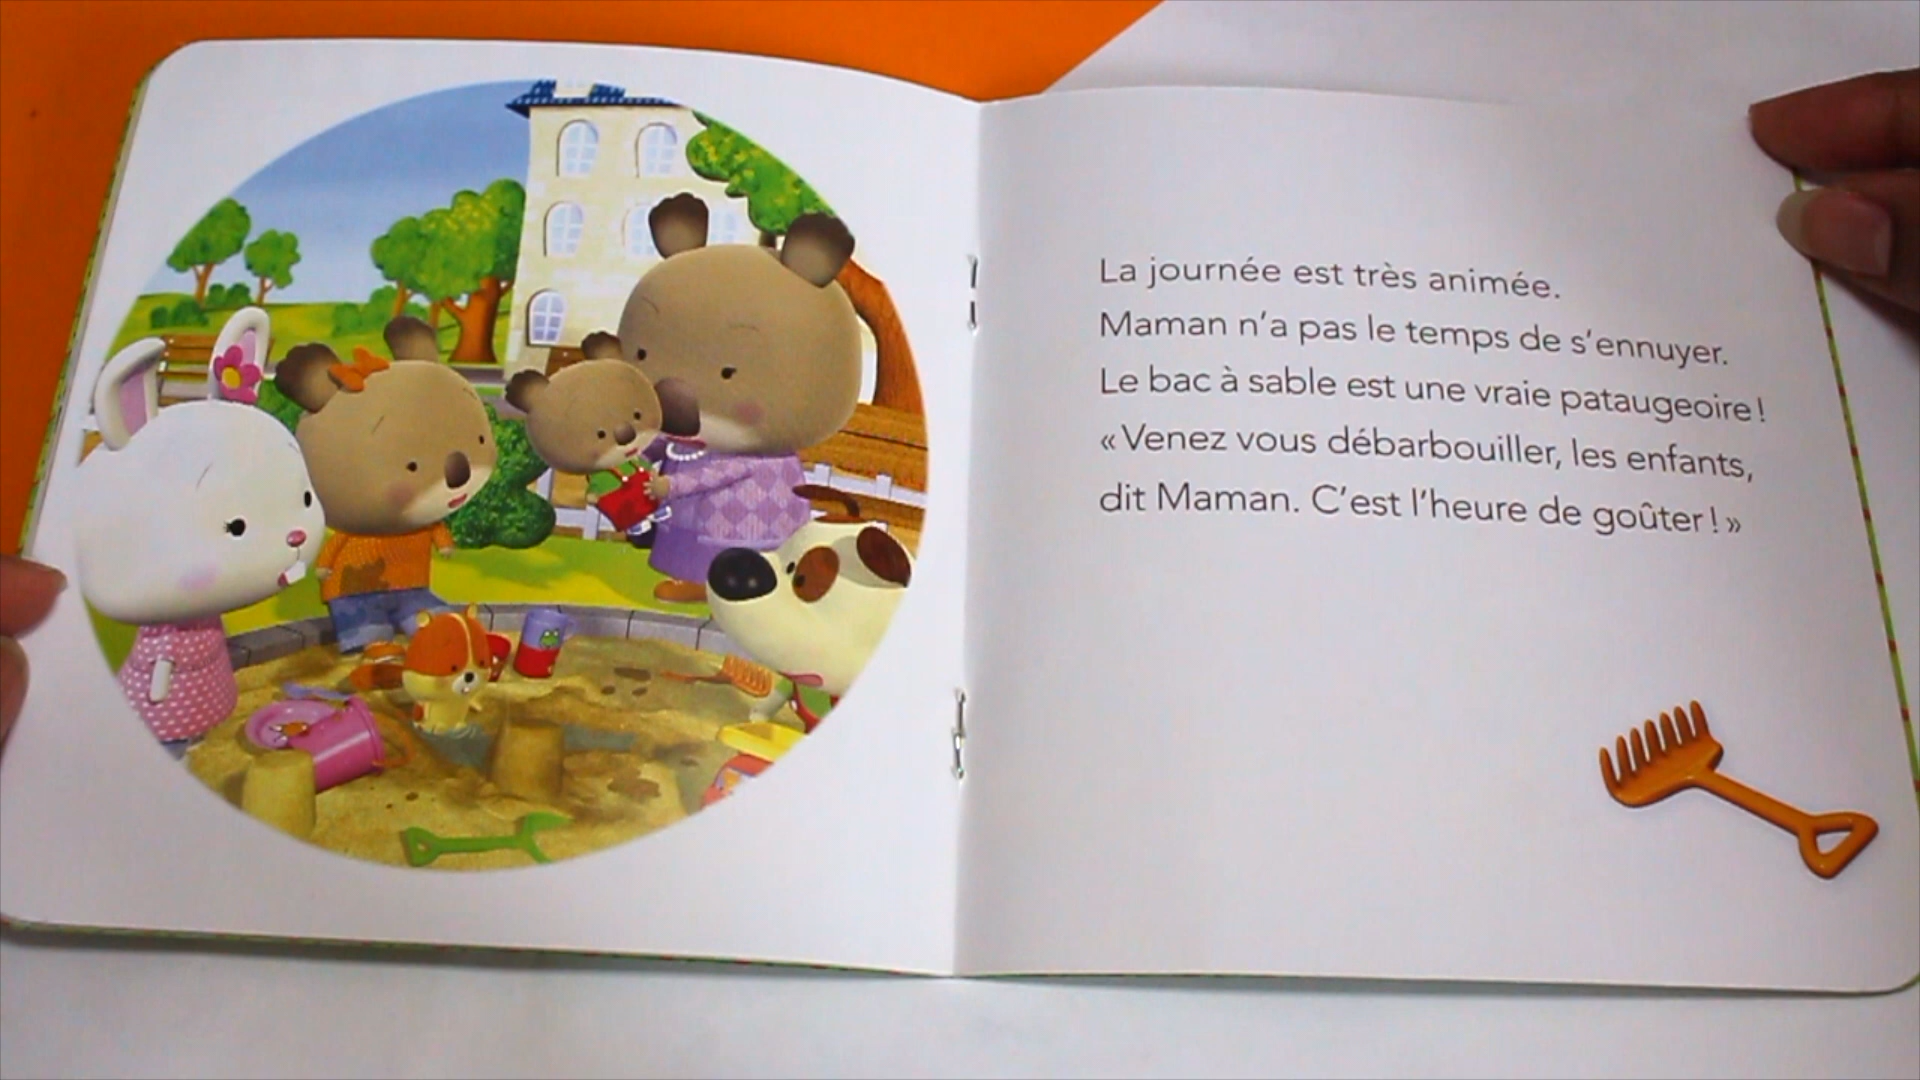 La journée est très animée.
Maman n’a pas le temps de s’ennuyer.
Le bac à sable est une vraie pataugeoire !
« Venez vous débarbouiller, les enfants,
dit Maman. C’est l’heure de goûter ! »